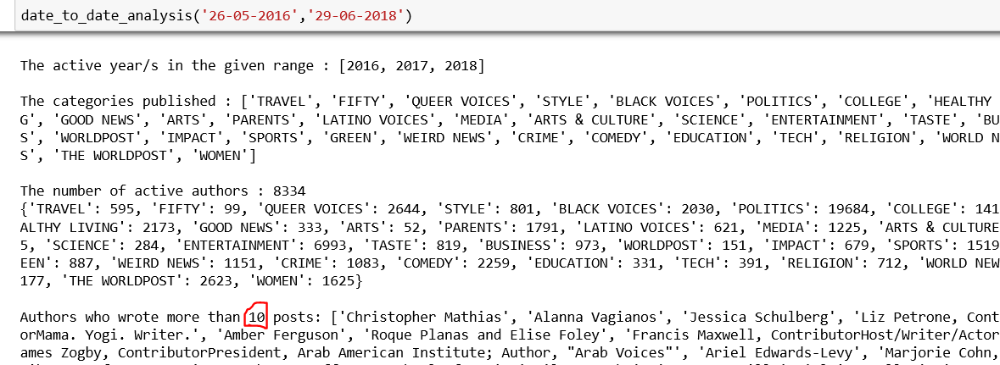 date_to_date_analysis('26-05-2016','29-06-2018')
The active year/s in the given range : [2016, 2017, 2018]
The categories published : ['TRAVEL', 'FIFTY', 'QUEER VOICES', 'STYLE', 'BLACK VOICES', 'POLITICS', 'COLLEGE', 'HEALTHY
G', 'GOOD NEWS', 'ARTS', 'PARENTS', 'LATINO VOICES', 'MEDIA', 'ARTS & CULTURE', 'SCIENCE', 'ENTERTAINMENT', 'TASTE', 'BU
S', 'WORLDPOST', 'IMPACT', 'SPORTS', 'GREEN', 'WEIRD NEWS', 'CRIME', 'COMEDY', 'EDUCATION', 'TECH', 'RELIGION', 'WORLD N
S', 'THE WORLDPOST', 'WOMEN']
The number of active authors : 8334
{'TRAVEL': 595, 'FIFTY': 99, 'QUEER VOICES': 2644, 'STYLE': 801, 'BLACK VOICES': 2030, 'POLITICS': 19684, 'COLLEGE': 141
ALTHY LIVING': 2173, 'GOOD NEWS': 333, 'ARTS': 52, 'PARENTS': 1791, 'LATINO VOICES': 621, 'MEDIA': 1225, 'ARTS & CULTURE
5, 'SCIENCE': 284, 'ENTERTAINMENT': 6993, 'TASTE': 819, 'BUSINESS': 973, 'WORLDPOST': 151, 'IMPACT': 679, 'SPORTS': 1519
EEN': 887, 'WEIRD NEWS': 1151, 'CRIME': 1083, 'COMEDY': 2259, 'EDUCATION': 331, 'TECH': 391, 'RELIGION': 712, 'WORLD NEW
177, 'THE WORLDPOST': 2623, 'WOMEN': 1625}
Authors who wrote more than 10 posts: ['Christopher Mathias', 'Alanna Vagianos', 'Jessica Schulberg', 'Liz Petrone, Cont
orMama. Yogi. Writer.', 'Amber Ferguson', 'Roque Planas and Elise Foley', 'Francis Maxwell, ContributorHost/Writer/Actor
ames Zogby, ContributorPresident, Arab American Institute; Author, "Arab Voices"', 'Ariel Edwards-Levy', 'Marjorie Cohn,